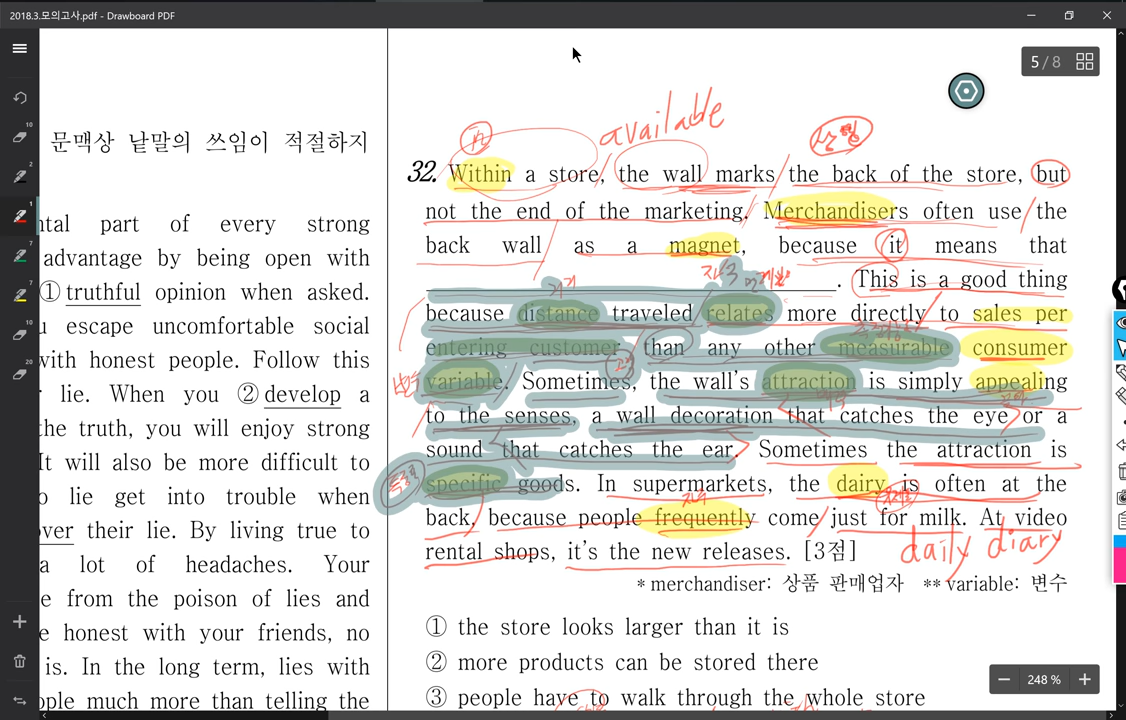 2018.3.모의고사.pdf - Drawboard PDF
5 / 8
문맥상 낱말의 쓰임이 적절하지
ntal part of every strong
advantage by being open with
① truthful opinion when asked.
u escape uncomfortable social
with honest people. Follow this
r lie. When you ② develop a
the truth, you will enjoy strong
It will also be more difficult to
o lie get into trouble when
over their lie. By living true to
a lot of headaches. Your
e from the poison of lies and
e honest with your friends, no
is. In the long term, lies with
ople much more than telling the
available
32. Within a store, the wall marks the back of the store, but
not the end of the marketing. Merchandisers often use the
back wall as a magnet, because it means that
. This is a good thing
거리
because distance traveled relates more directly to sales per
entering customer than any other measurable consumer
변수
variable. Sometimes, the wall's attraction is simply appealing
to the senses, a wall decoration that catches the eye or a
sound that catches the ear. Sometimes the attraction is
specific goods. In supermarkets, the dairy is often at the
자주
back, because people frequently come just for milk. At video
rental shops, it's the new releases. [3점]
daily diary
* merchandiser: 상품 판매업자 ** variable: 변수
① the store looks larger than it is
② more products can be stored there
③ people have to walk through the whole store
248 %